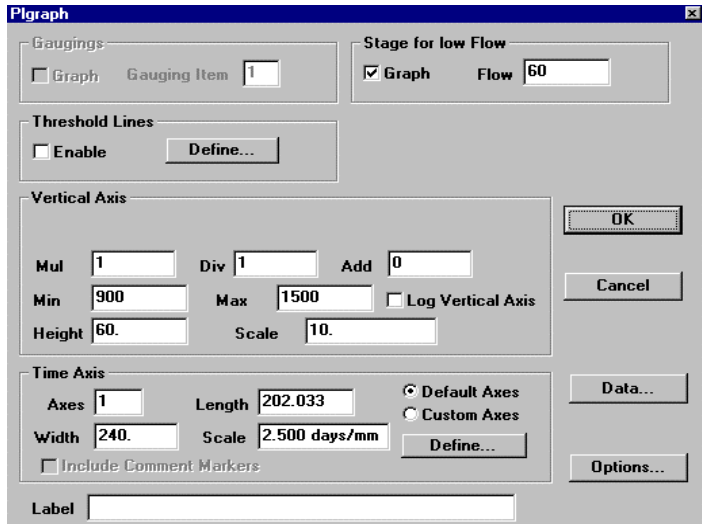 Plgraph
Gaugings
Graph Gauging Item 1
Stage for low Flow
Graph Flow 60
Threshold Lines
Enable Define...
Vertical Axis
Mul 1 Div 1 Add 0
Min 900 Max 1500 Log Vertical Axis
Height 60. Scale 10.
OK
Cancel
Time Axis
Axes 1 Length 202.033 Default Axes
Custom Axes
Width 240. Scale 2.500 days/mm Define...
Include Comment Markers
Data...
Options...
Label